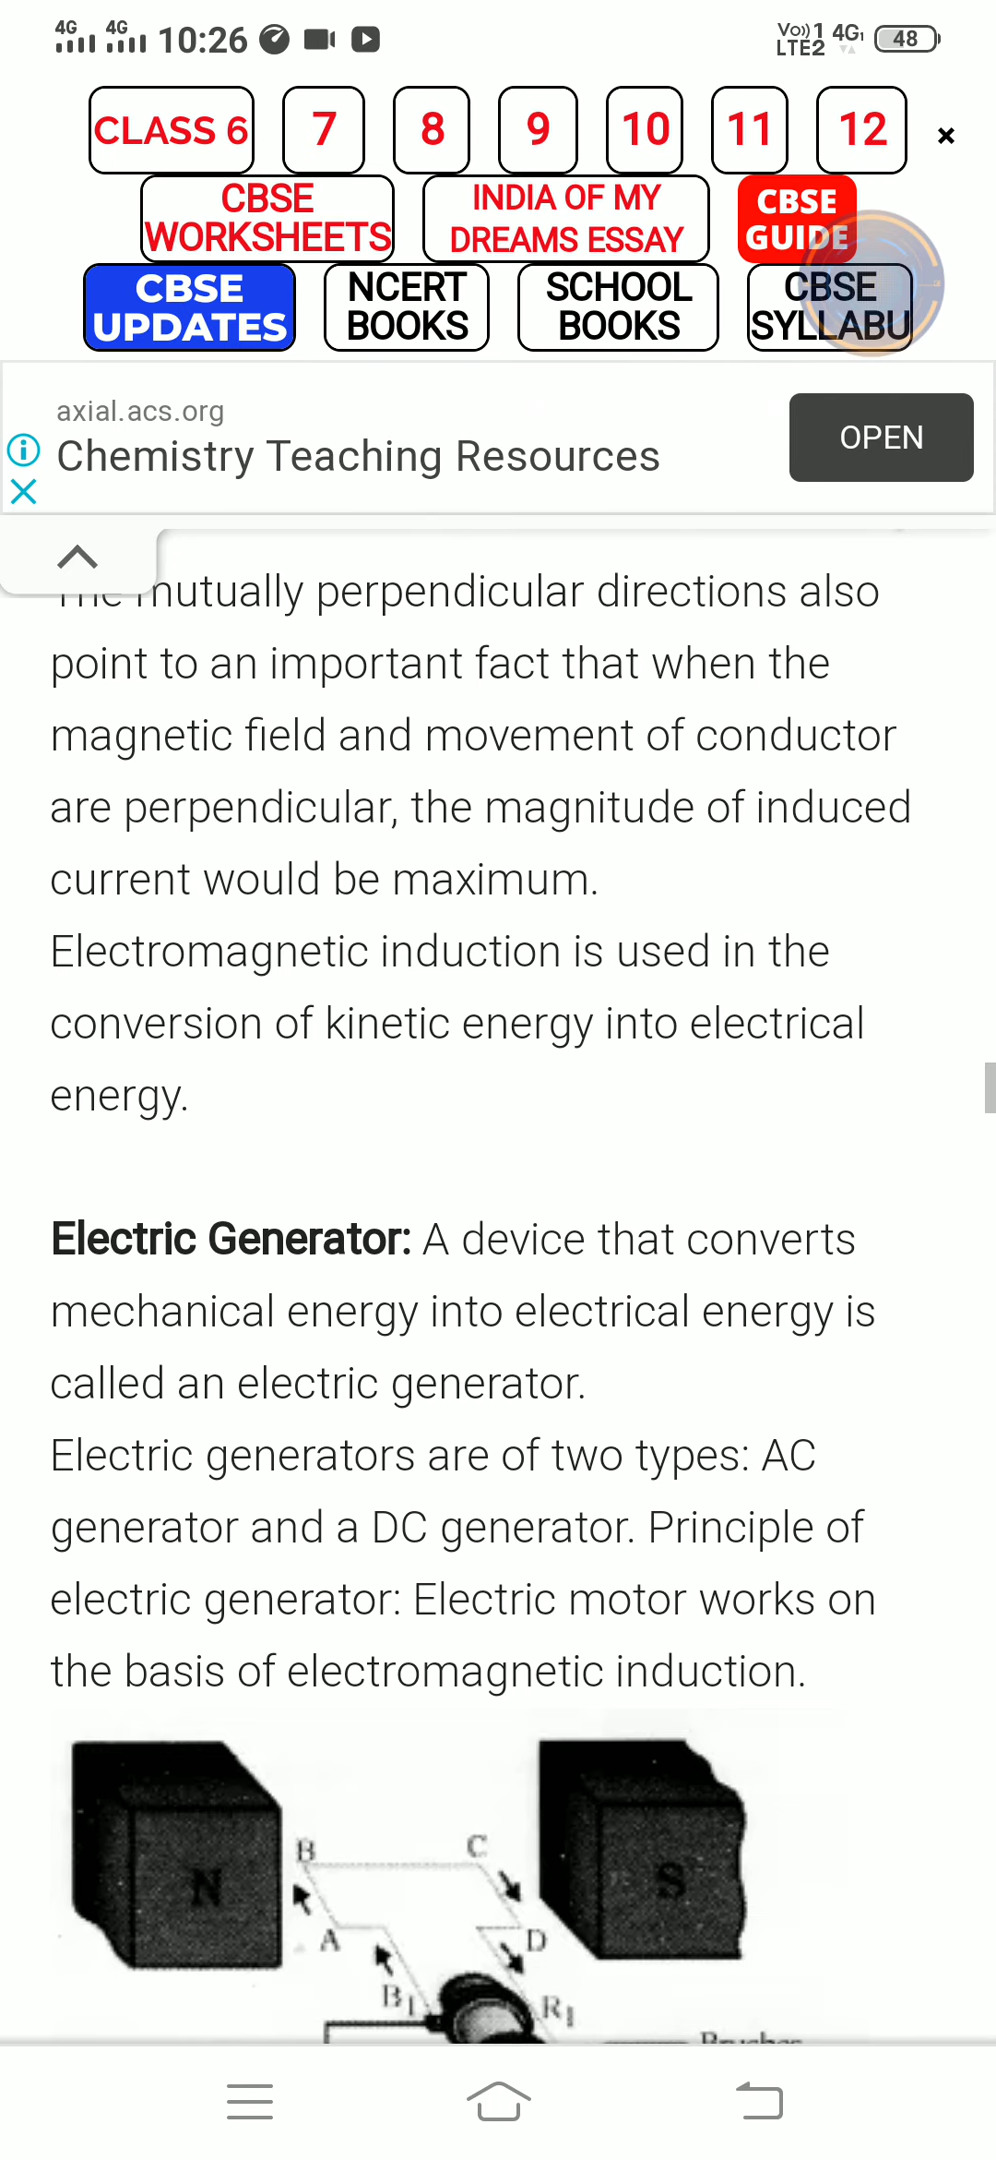 4G 4G 10:26 Vo))1 4G 48
LTE2
CLASS 6 7 8 9 10 11 12 ×
CBSE WORKSHEETS
INDIA OF MY DREAMS ESSAY
CBSE GUIDE
CBSE UPDATES
NCERT BOOKS
SCHOOL BOOKS
CBSE SYLLABU
axial.acs.org
Chemistry Teaching Resources
OPEN
The mutually perpendicular directions also
point to an important fact that when the
magnetic field and movement of conductor
are perpendicular, the magnitude of induced
current would be maximum.
Electromagnetic induction is used in the
conversion of kinetic energy into electrical
energy.
Electric Generator: A device that converts
mechanical energy into electrical energy is
called an electric generator.
Electric generators are of two types: AC
generator and a DC generator. Principle of
electric generator: Electric motor works on
the basis of electromagnetic induction.
B C
N S
A D
B1 R1
Brushes